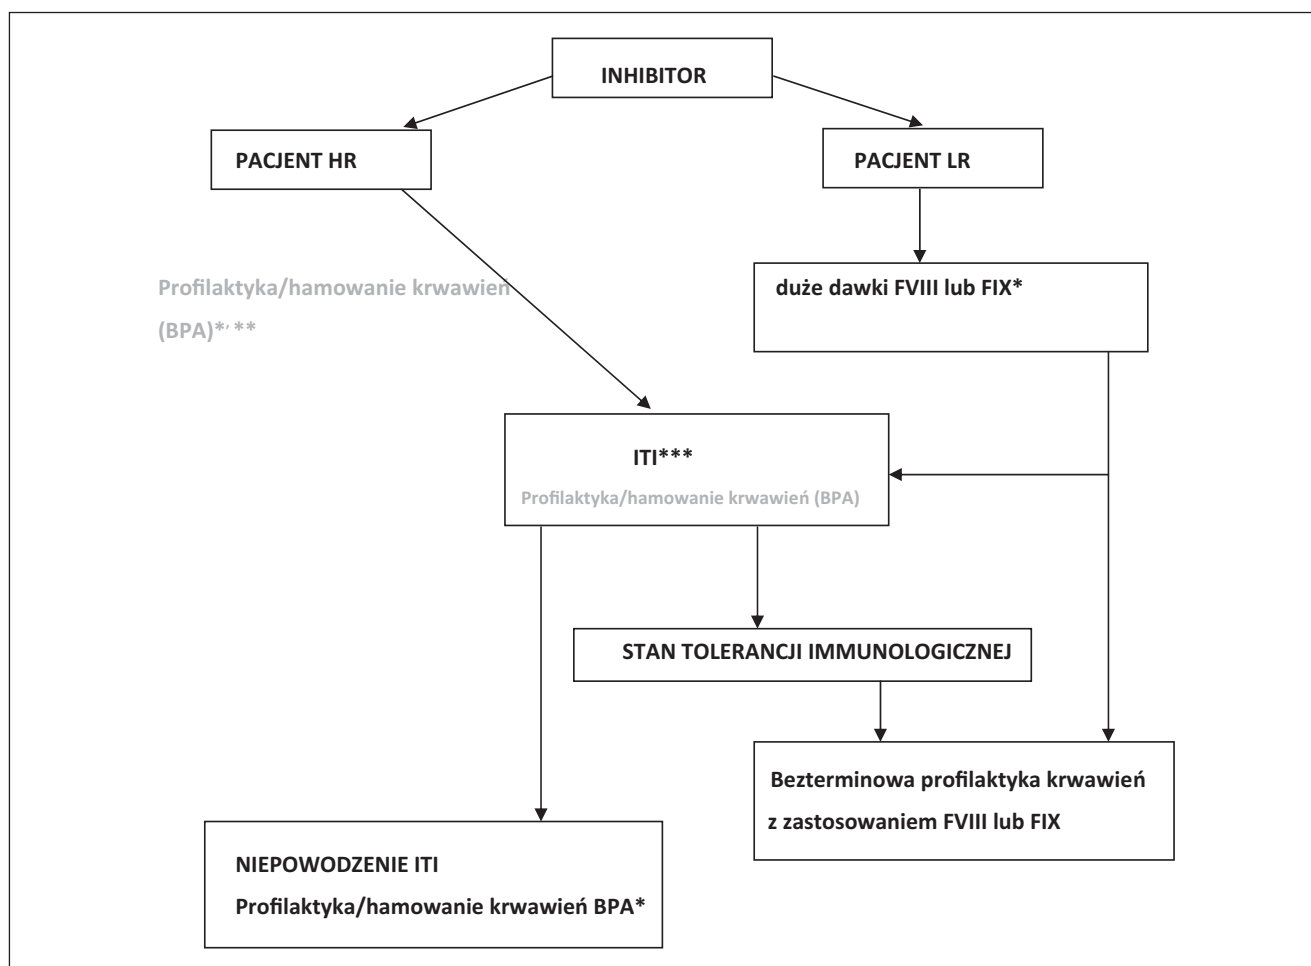 INHIBITOR
PACJENT HR
PACJENT LR
Profilaktyka/hamowanie krwawień
(BPA)*, **
duże dawki FVIII lub FIX*
ITI***
Profilaktyka/hamowanie krwawień (BPA)
STAN TOLERANCJI IMMUNOLOGICZNEJ
Bezterminowa profilaktyka krwawień
z zastosowaniem FVIII lub FIX
NIEPOWODZENIE ITI
Profilaktyka/hamowanie krwawień BPA*